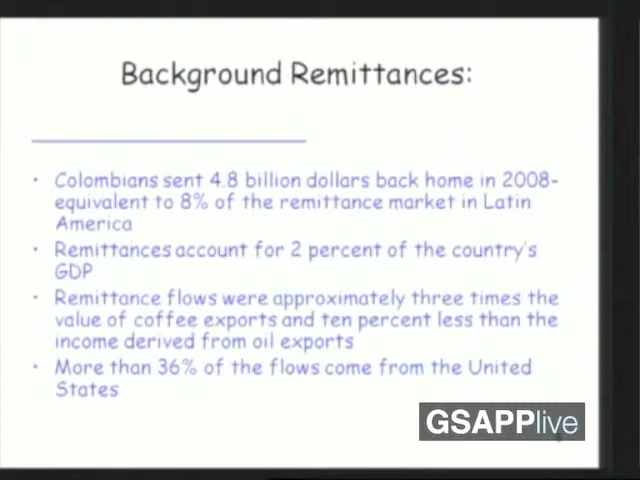 Background Remittances:
• Colombians sent 4.8 billion dollars back home in 2008-
equivalent to 8% of the remittance market in Latin
America
• Remittances account for 2 percent of the country's
GDP
• Remittance flows were approximately three times the
value of coffee exports and ten percent less than the
income derived from oil exports
• More than 36% of the flows come from the United
States
GSAPPlive